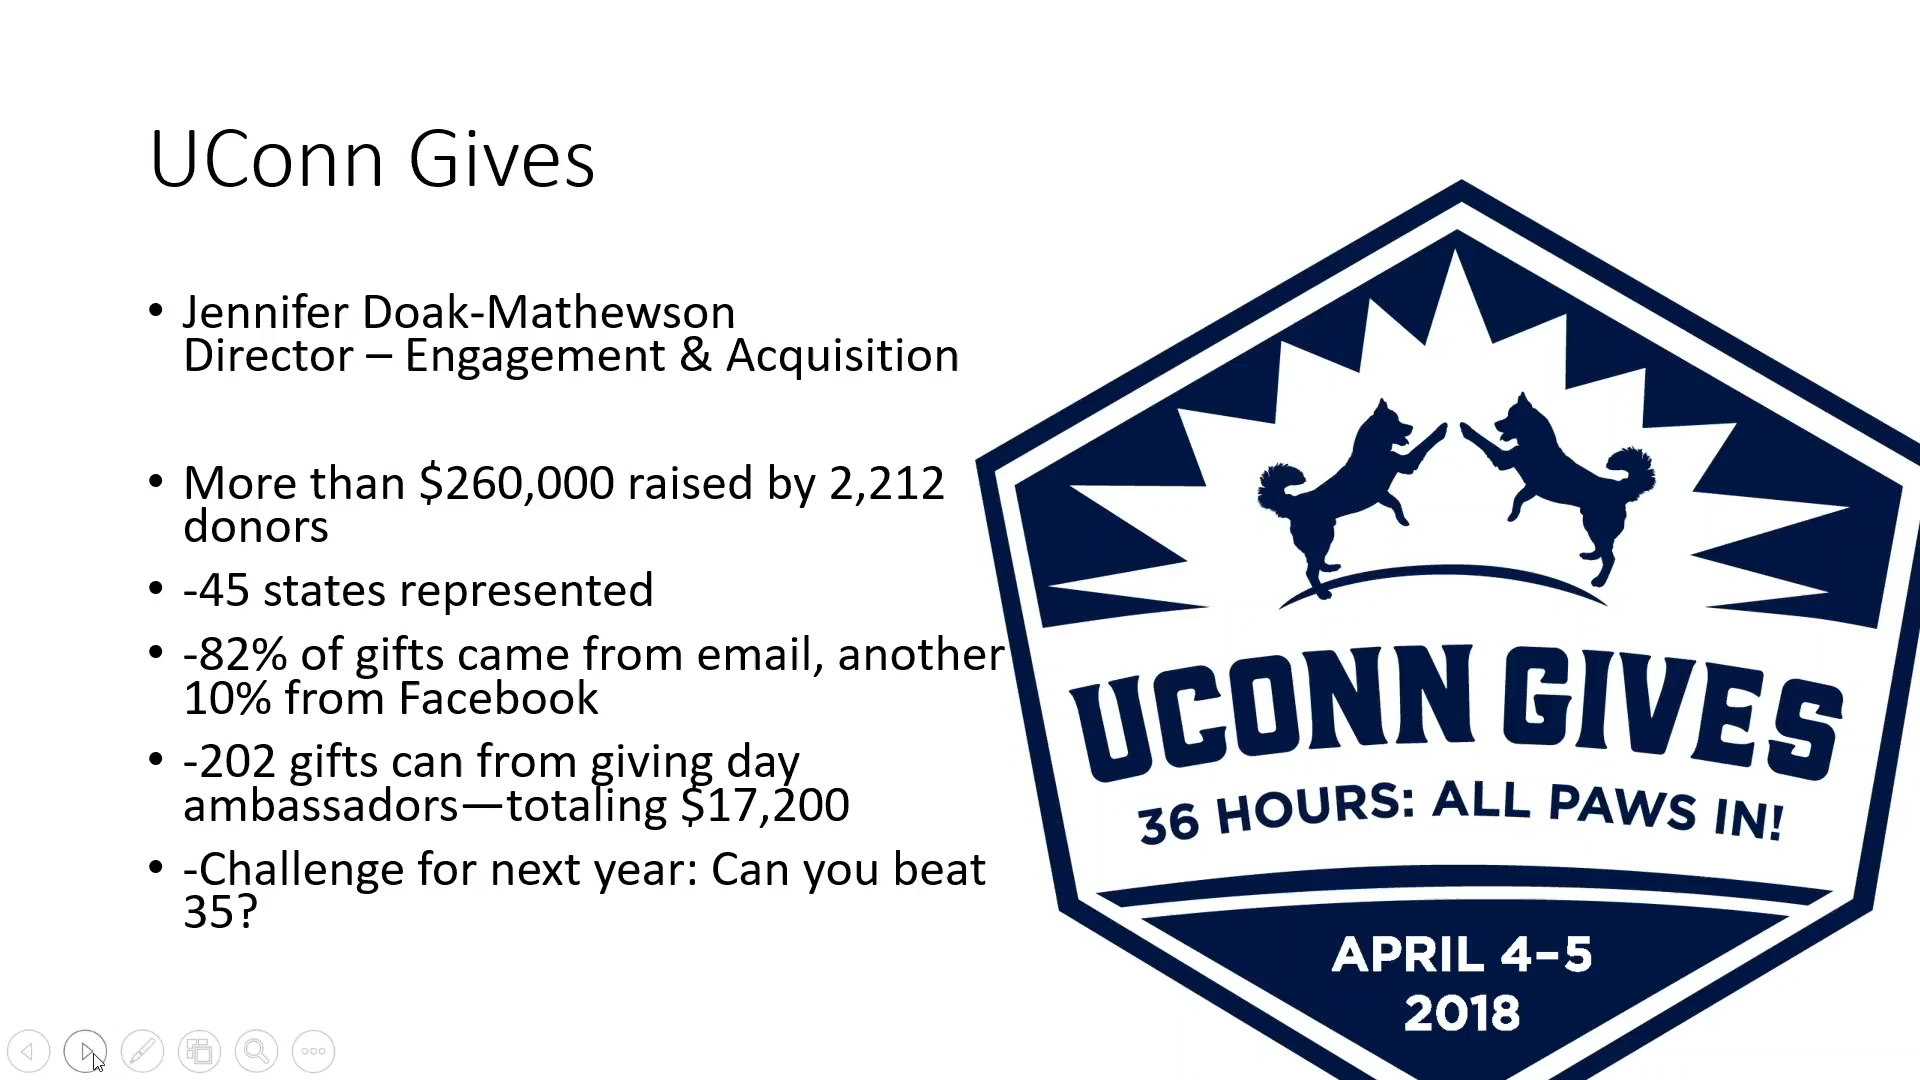 UConn Gives
• Jennifer Doak-Mathewson
Director – Engagement & Acquisition
• More than $260,000 raised by 2,212
donors
• -45 states represented
• -82% of gifts came from email, another
10% from Facebook
• -202 gifts can from giving day
ambassadors—totaling $17,200
• -Challenge for next year: Can you beat
35?
UCONN GIVES
36 HOURS: ALL PAWS IN!
APRIL 4–5
2018